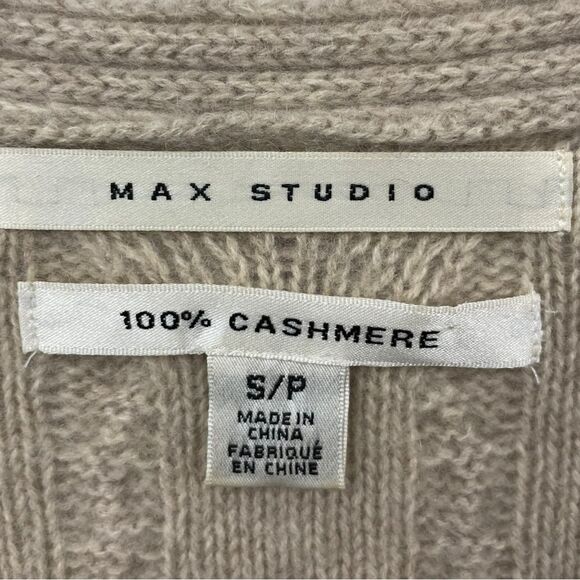 MAX STUDIO
100% CASHMERE
S/P
MADE IN
CHINA
FABRIQUÉ
EN CHINE